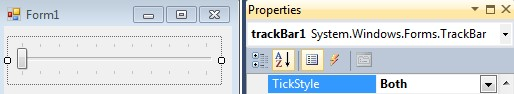 Form1
Properties
trackBar1 System.Windows.Forms.TrackBar
TickStyle Both